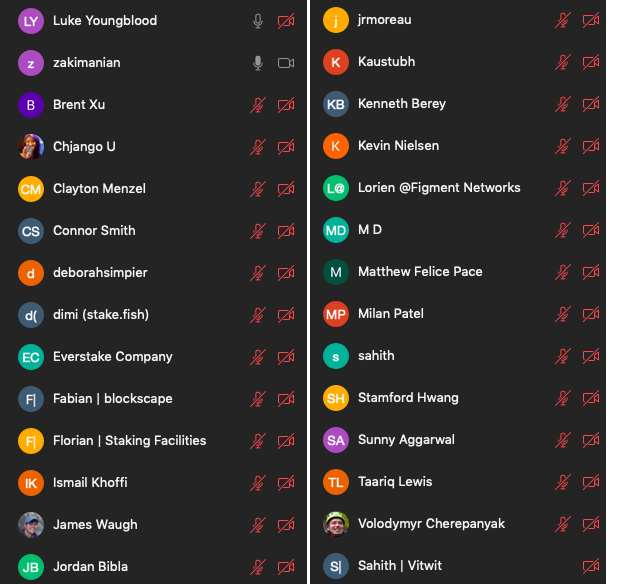 LY Luke Youngblood
z zakimanian
B Brent Xu
Chjango U
CM Clayton Menzel
CS Connor Smith
d deborahsimpier
d( dimi (stake.fish)
EC Everstake Company
F| Fabian | blockscape
F| Florian | Staking Facilities
IK Ismail Khoffi
James Waugh
JB Jordan Bibla
j jrmoreau
K Kaustubh
KB Kenneth Berey
K Kevin Nielsen
L@ Lorien @Figment Networks
MD M D
M Matthew Felice Pace
MP Milan Patel
s sahith
SH Stamford Hwang
SA Sunny Aggarwal
TL Taariq Lewis
Volodymyr Cherepanyak
S| Sahith | Vitwit